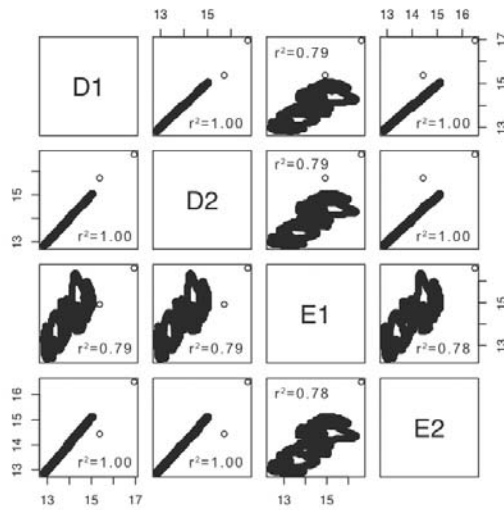 13 15
13 14 15 16
D1
r²=1.00
r²=0.79
r²=1.00
13 15 17
13 15
r²=1.00
D2
r²=0.79
r²=1.00
r²=0.79
r²=0.79
E1
r²=0.78
13 15
13 14 15 16
r²=1.00
r²=1.00
r²=0.78
E2
13 15 17
13 15